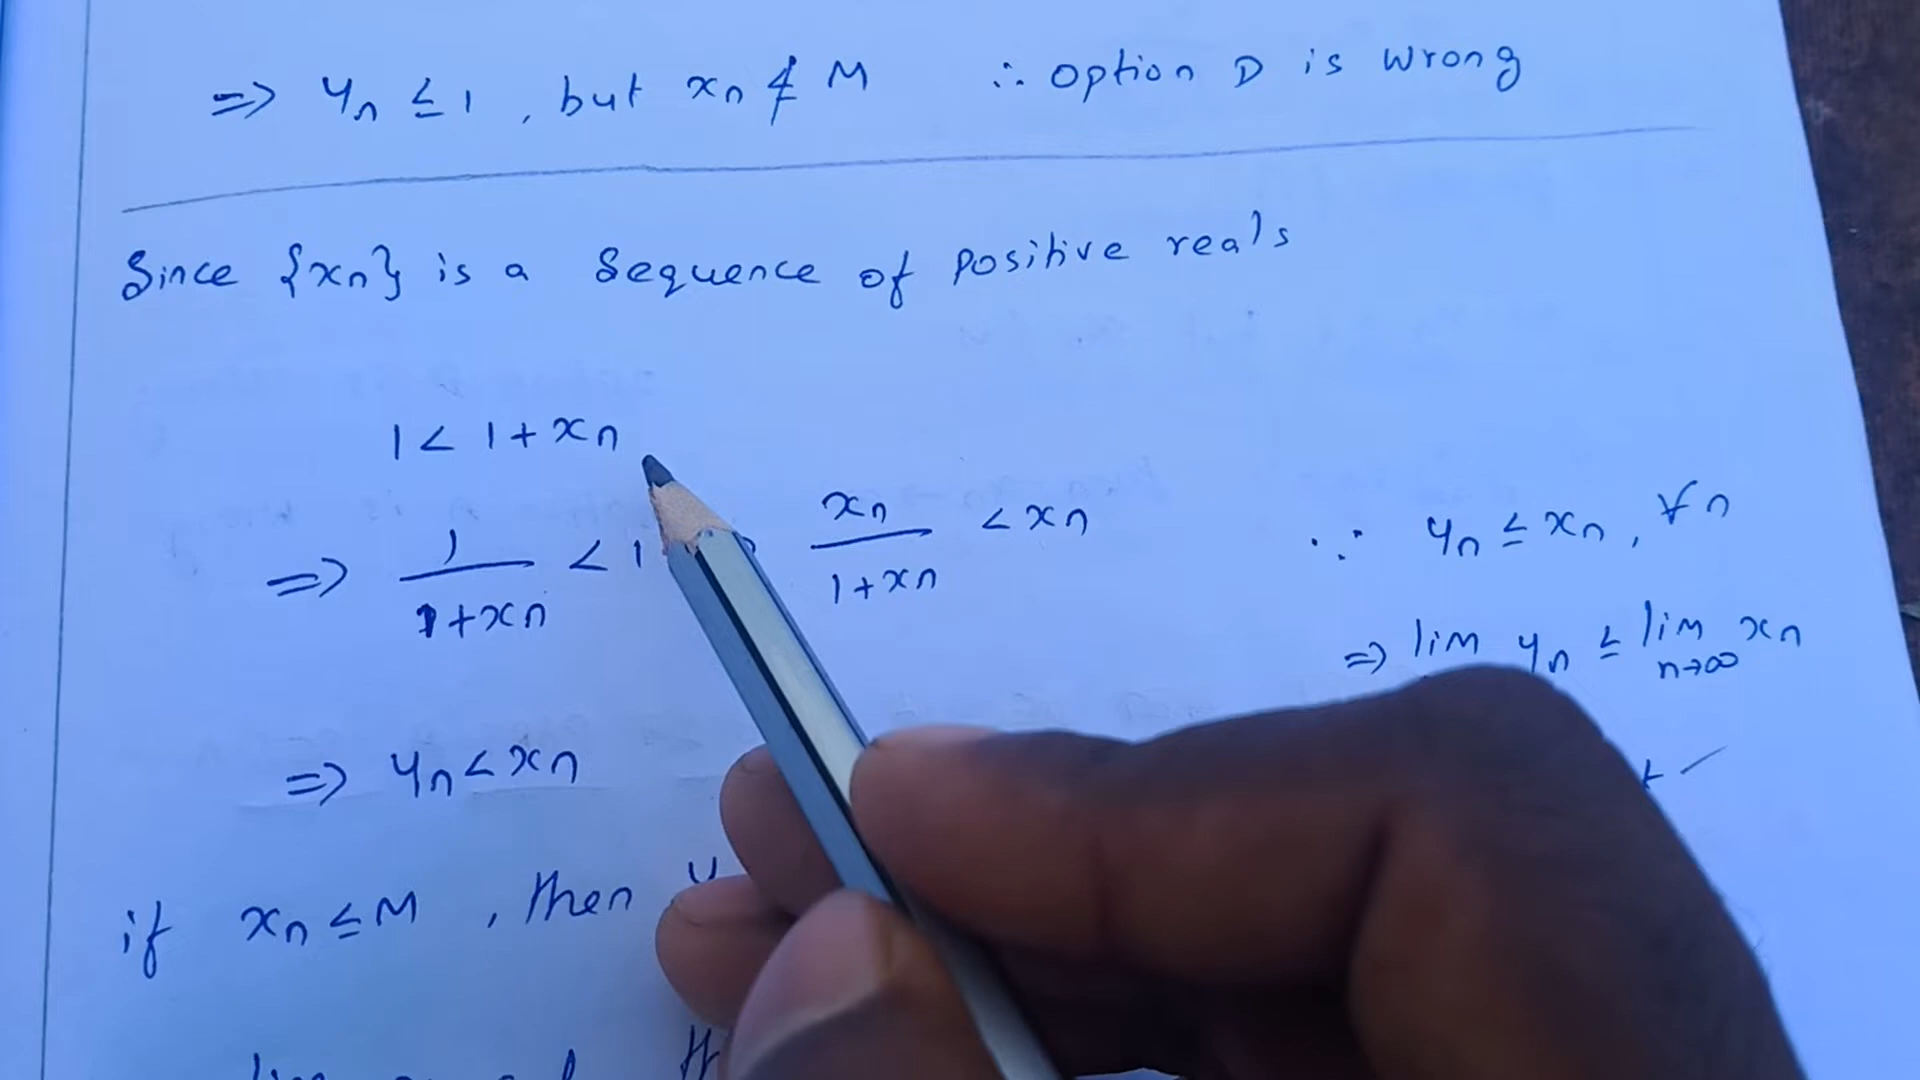 => yn ≤ 1, but xn ≰ M ∴ option D is wrong
Since {xn} is a Sequence of positive reals
1 < 1 + xn
=> 1/(1+xn) < 1 xn/(1+xn) < xn
∵ yn ≤ xn, ∀n
=> lim yn ≤ lim n→∞ xn
=> yn < xn
if xn ≤ M, then